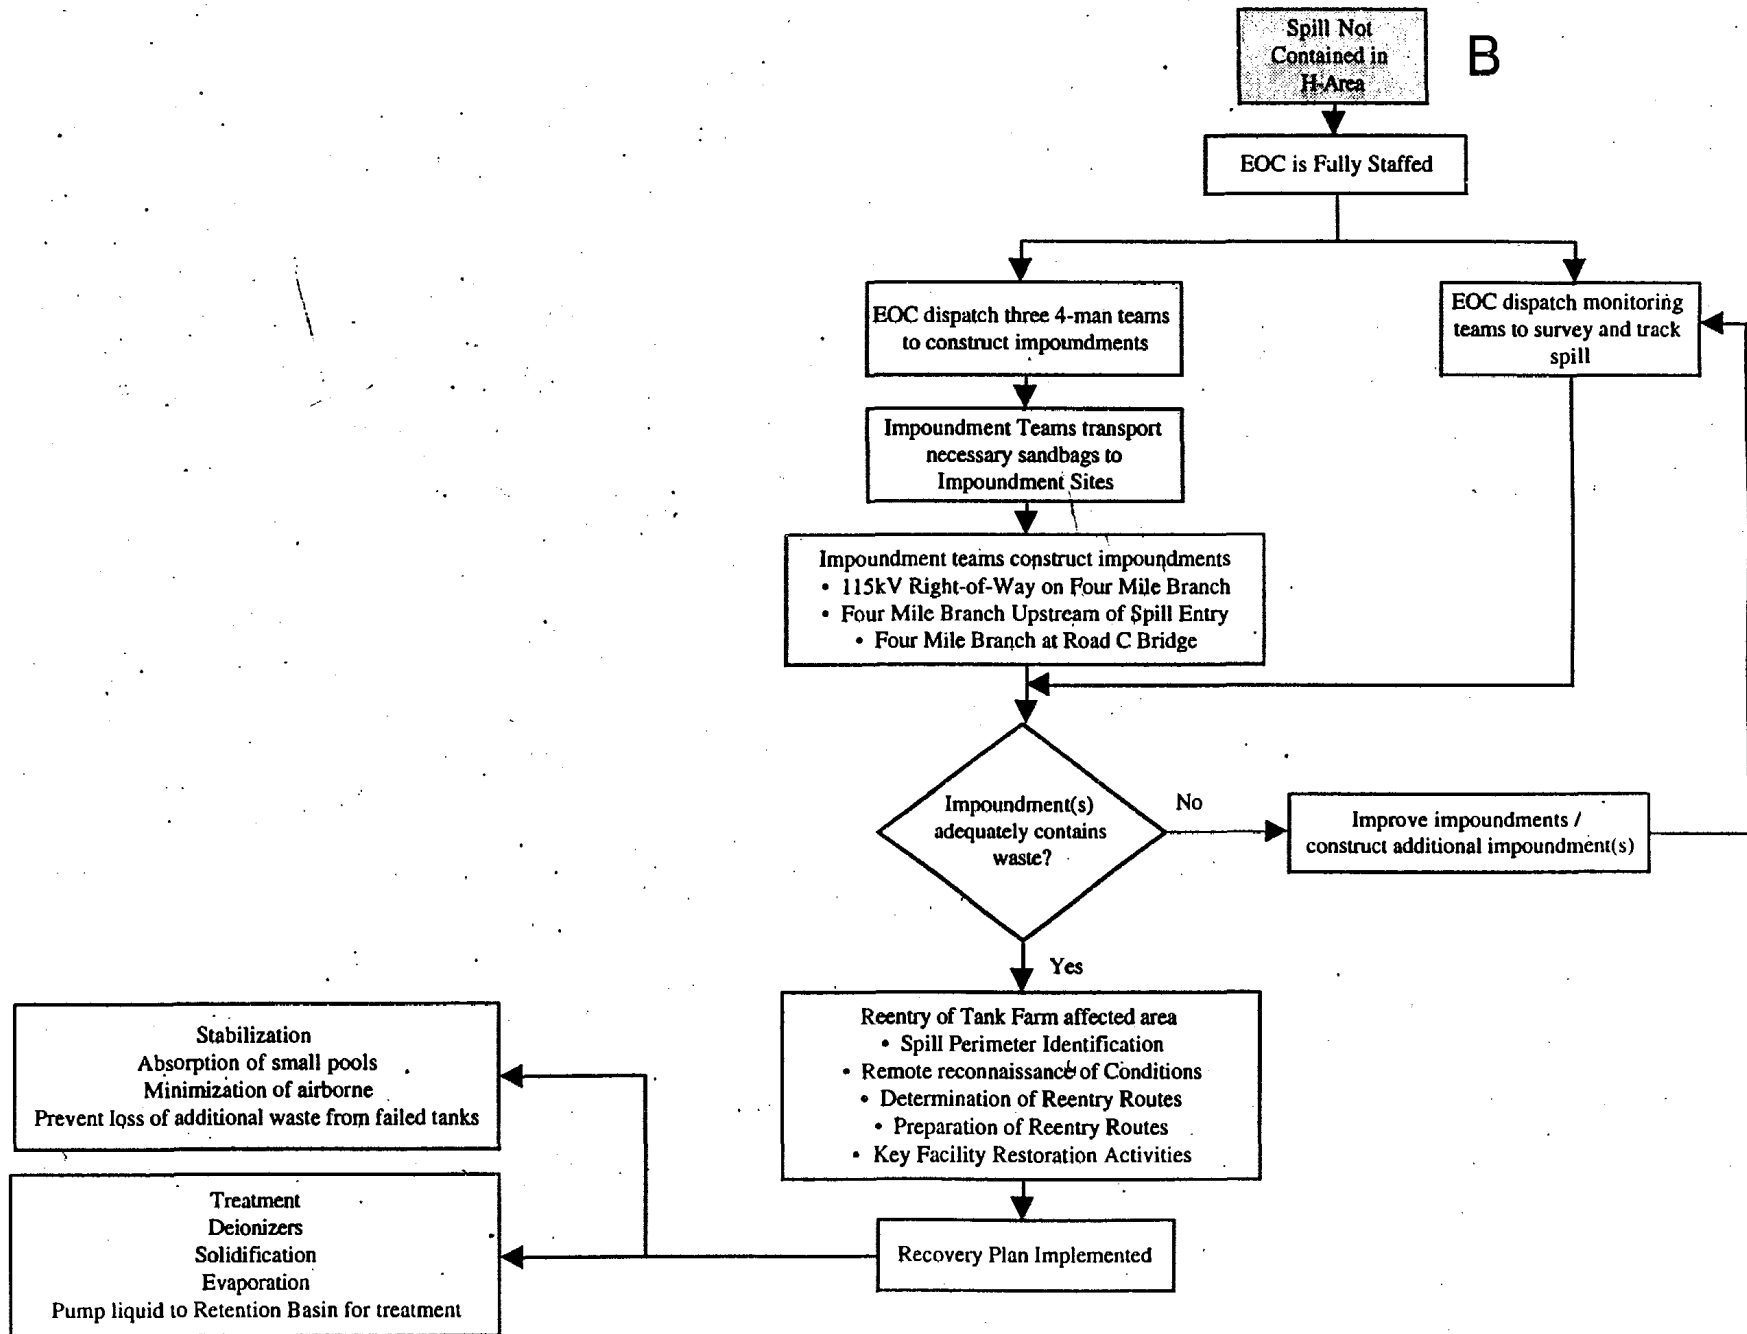 Spill Not
Contained in
H-Area
B
EOC is Fully Staffed
EOC dispatch three 4-man teams
to construct impoundments
EOC dispatch monitoring
teams to survey and track
spill
Impoundment Teams transport
necessary sandbags to
Impoundment Sites
Impoundment teams construct impoundments
• 115kV Right-of-Way on Four Mile Branch
• Four Mile Branch Upstream of Spill Entry
• Four Mile Branch at Road C Bridge
Impoundment(s)
adequately contains
waste?
No
Improve impoundments /
construct additional impoundment(s)
Yes
Reentry of Tank Farm affected area
• Spill Perimeter Identification
• Remote reconnaissance of Conditions
• Determination of Reentry Routes
• Preparation of Reentry Routes
• Key Facility Restoration Activities
Stabilization
Absorption of small pools
Minimization of airborne
Prevent loss of additional waste from failed tanks
Treatment
Deionizers
Solidification
Evaporation
Pump liquid to Retention Basin for treatment
Recovery Plan Implemented